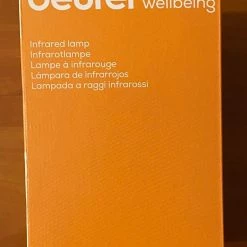 beurer wellbeing
Infrared lamp
Infrarotlampe
Lampe à infrarouge
Lámpara de infrarrojos
Lampada a raggi infrarossi